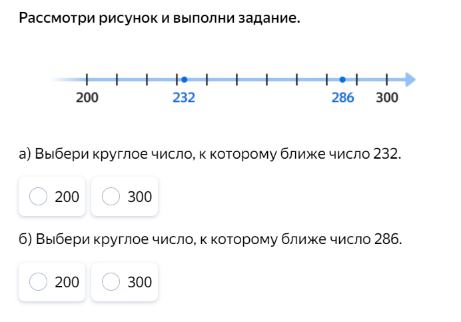 Рассмотри рисунок и выполни задание.
200 232 286 300
а) Выбери круглое число, к которому ближе число 232.
200 300
б) Выбери круглое число, к которому ближе число 286.
200 300